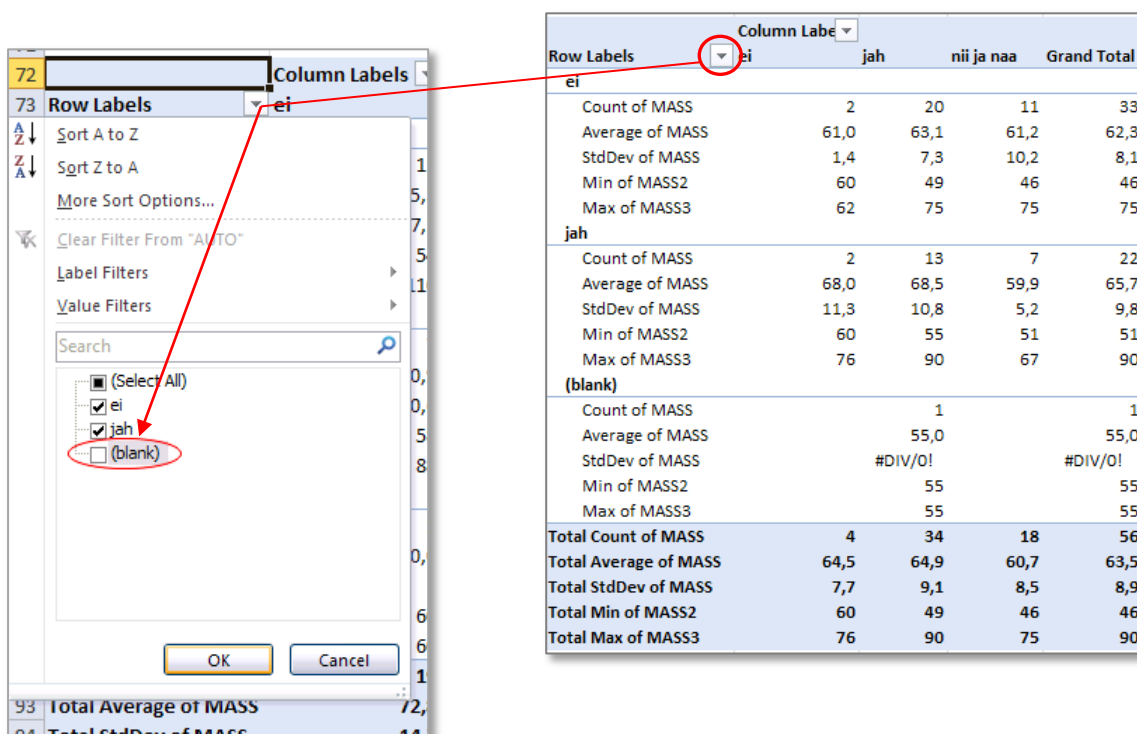 72 Column Labels
73 Row Labels ei
Sort A to Z
Sort Z to A
More Sort Options...
Clear Filter From "AUTO"
Label Filters
Value Filters
Search
(Select All)
ei
jah
(blank)
OK Cancel
93 Total Average of MASS 72,
Column Labe
Row Labels ei jah nii ja naa Grand Total
ei
Count of MASS 2 20 11 33
Average of MASS 61,0 63,1 61,2 62,3
StdDev of MASS 1,4 7,3 10,2 8,1
Min of MASS2 60 49 46 46
Max of MASS3 62 75 75 75
jah
Count of MASS 2 13 7 22
Average of MASS 68,0 68,5 59,9 65,7
StdDev of MASS 11,3 10,8 5,2 9,8
Min of MASS2 60 55 51 51
Max of MASS3 76 90 67 90
(blank)
Count of MASS 1 1
Average of MASS 55,0 55,0
StdDev of MASS #DIV/0! #DIV/0!
Min of MASS2 55 55
Max of MASS3 55 55
Total Count of MASS 4 34 18 56
Total Average of MASS 64,5 64,9 60,7 63,5
Total StdDev of MASS 7,7 9,1 8,5 8,9
Total Min of MASS2 60 49 46 46
Total Max of MASS3 76 90 75 90